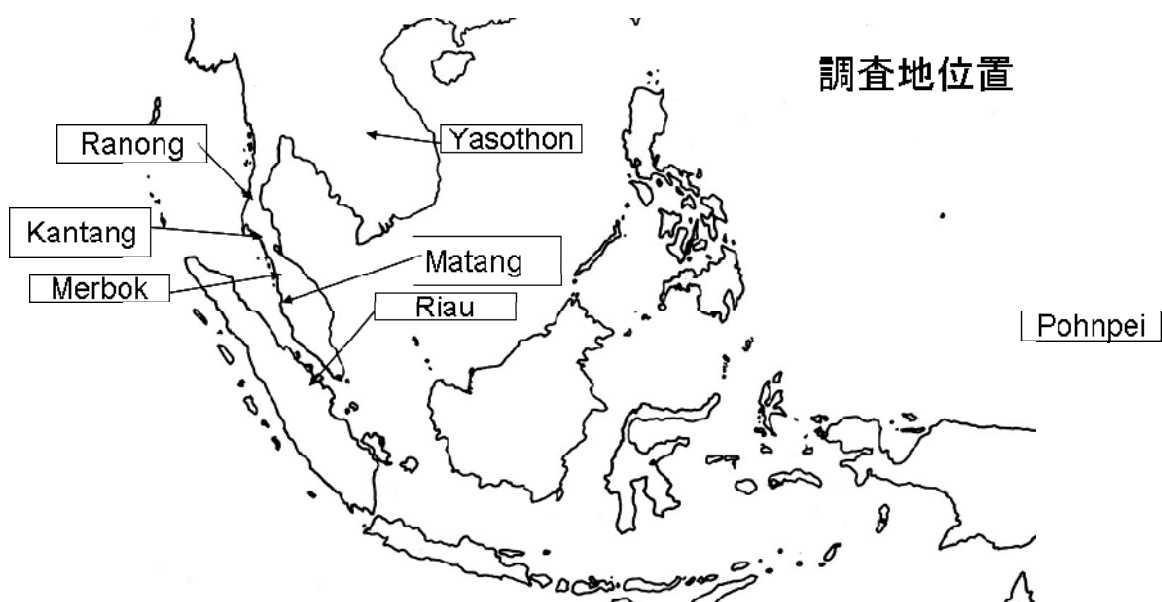 調査地位置
Ranong
Yasothon
Kantang
Matang
Merbok
Riau
Pohnpei